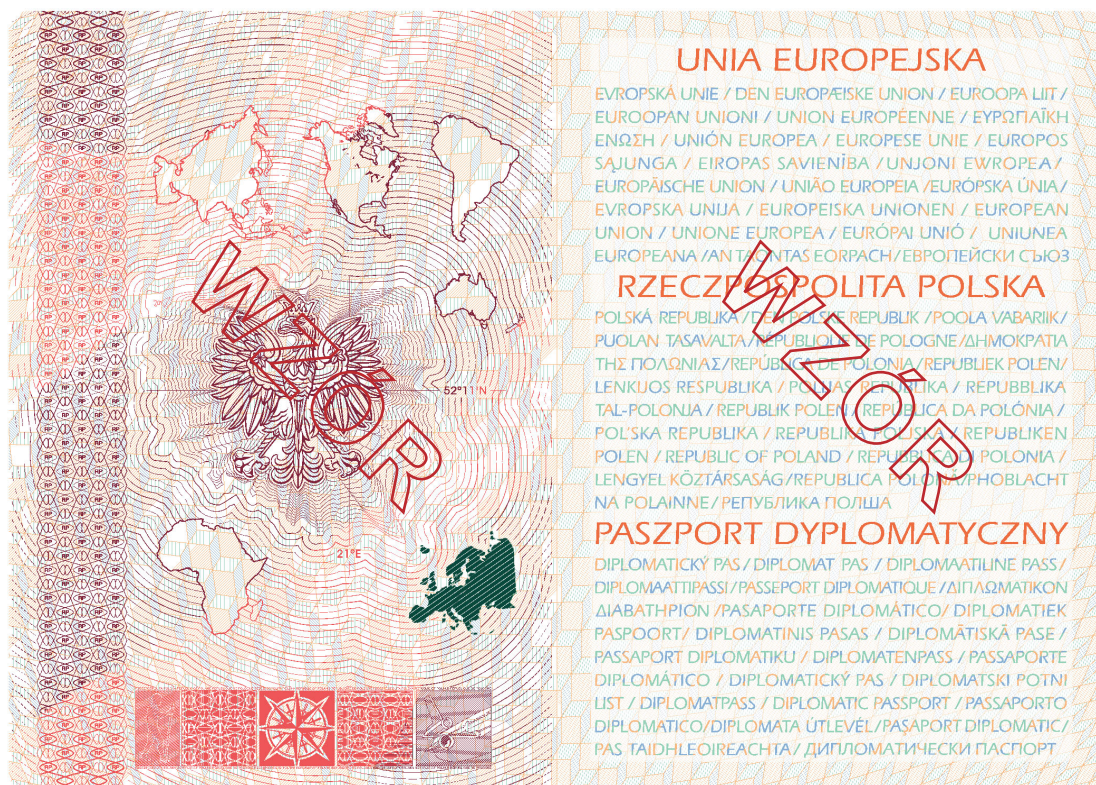 WZÓR
52°11'N
21°E
UNIA EUROPEJSKA
EVROPSKÁ UNIE / DEN EUROPÆISKE UNION / EUROOPA LIIT /
EUROOPAN UNIONI / UNION EUROPÉENNE / ΕΥΡΩΠΑΪΚΗ
ΕΝΩΣΗ / UNIÓN EUROPEA / EUROPESE UNIE / EUROPOS
SĄJUNGA / EIROPAS SAVIENĪBA / UNJONI EWROPEA /
EUROPÄISCHE UNION / UNIÃO EUROPEIA /EURÓPSKA ÚNIA /
EVROPSKA UNIJA / EUROPEISKA UNIONEN / EUROPEAN
UNION / UNIONE EUROPEA / EURÓPAI UNIÓ / UNIUNEA
EUROPEANA /AN TAONTAS EORPACH/ ЕВРОПЕЙСКИ СЪЮЗ
RZECZPOSPOLITA POLSKA
WZÓR
POLSKÁ REPUBLIKA / DEN POLSKE REPUBLIK /POOLA VABARIIK/
PUOLAN TASAVALTA/RÉPUBLIQUE DE POLOGNE/ΔΗΜΟΚΡΑΤΙΑ
ΤΗΣ ΠΟΛΩΝΙΑΣ/REPÚBLICA DE POLONIA /REPUBLIEK POLEN/
LENKIJOS RESPUBLIKA / POLIJAS REPUBLIKA / REPUBBLIKA
TAL-POLONJA / REPUBLIK POLEN / REPUBLICA DA POLÓNIA /
POL'SKA REPUBLIKA / REPUBLIKA POLJSKA / REPUBLIKEN
POLEN / REPUBLIC OF POLAND / REPUBBLICA DI POLONIA /
LENGYEL KÖZTÁRSASÁG/REPUBLICA POLONĂ/PHOBLACHT
NA POLAINNE / РЕПУБЛИКА ПОЛША
PASZPORT DYPLOMATYCZNY
DIPLOMATICKÝ PAS / DIPLOMAT PAS / DIPLOMAATILINE PASS /
DIPLOMAATTIPASSI/PASSEPORT DIPLOMATIQUE/ΔΙΠΛΩΜΑΤΙΚΟΝ
ΔΙΑΒΑΤΗΡΙΟΝ /PASAPORTE DIPLOMÁTICO/ DIPLOMATIEK
PASPOORT/ DIPLOMATINIS PASAS / DIPLOMĀTISKĀ PASE /
PASSAPORT DIPLOMATIKU / DIPLOMATENPASS / PASSAPORTE
DIPLOMÁTICO / DIPLOMATICKÝ PAS / DIPLOMATSKI POTNI
LIST / DIPLOMATPASS / DIPLOMATIC PASSPORT / PASSAPORTO
DIPLOMATICO/DIPLOMATA ÚTLEVÉL/PAŞAPORT DIPLOMATIC/
PAS TAIDHLEOIREACHTA / ДИПЛОМАТИЧЕСКИ ПАСПОРТ